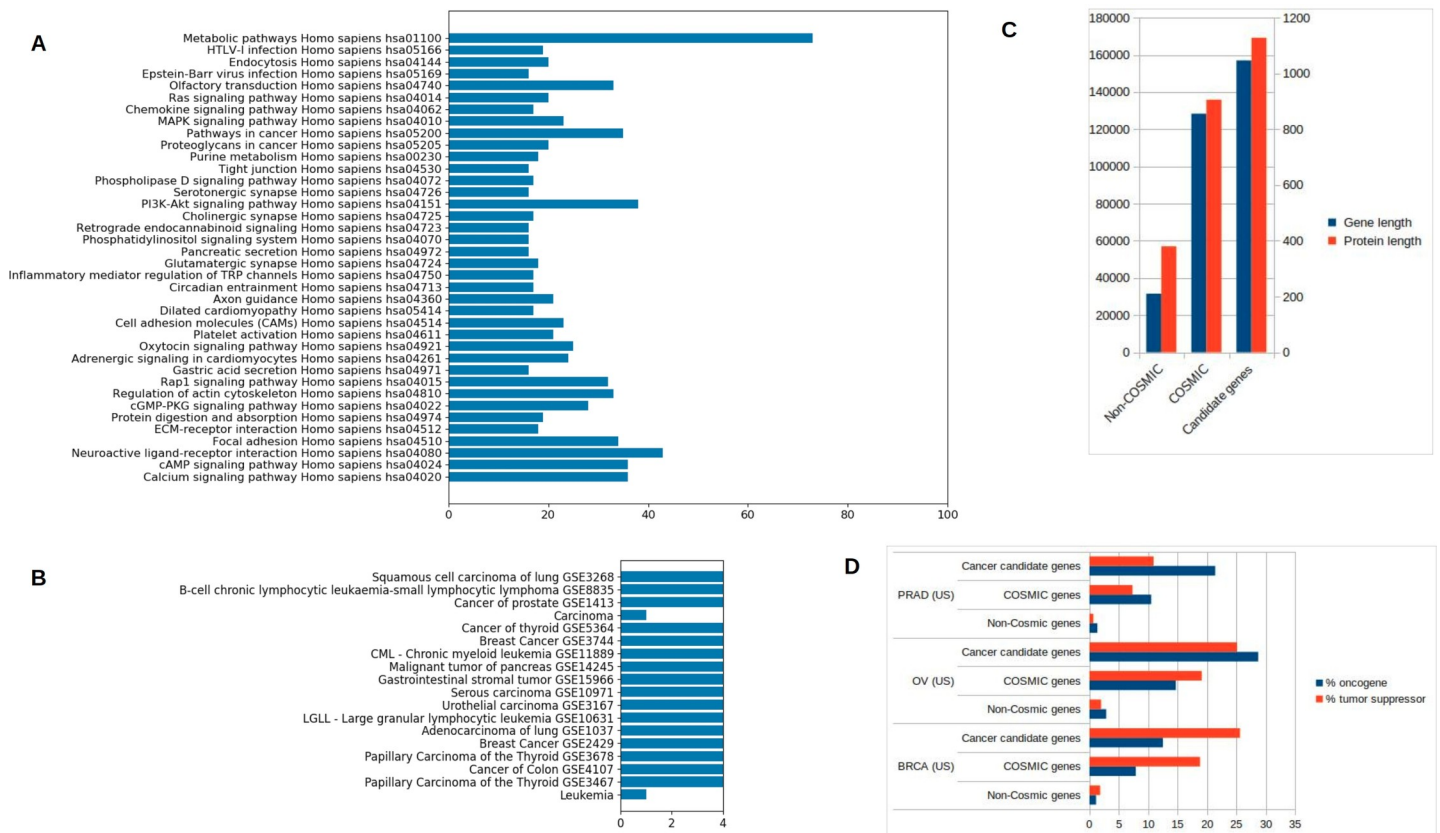 A
Metabolic pathways Homo sapiens hsa01100
HTLV-I infection Homo sapiens hsa05166
Endocytosis Homo sapiens hsa04144
Epstein-Barr virus infection Homo sapiens hsa05169
Olfactory transduction Homo sapiens hsa04740
Ras signaling pathway Homo sapiens hsa04014
Chemokine signaling pathway Homo sapiens hsa04062
MAPK signaling pathway Homo sapiens hsa04010
Pathways in cancer Homo sapiens hsa05200
Proteoglycans in cancer Homo sapiens hsa05205
Purine metabolism Homo sapiens hsa00230
Tight junction Homo sapiens hsa04530
Phospholipase D signaling pathway Homo sapiens hsa04072
Serotonergic synapse Homo sapiens hsa04726
PI3K-Akt signaling pathway Homo sapiens hsa04151
Cholinergic synapse Homo sapiens hsa04725
Retrograde endocannabinoid signaling Homo sapiens hsa04723
Phosphatidylinositol signaling system Homo sapiens hsa04070
Pancreatic secretion Homo sapiens hsa04972
Glutamatergic synapse Homo sapiens hsa04724
Inflammatory mediator regulation of TRP channels Homo sapiens hsa04750
Circadian entrainment Homo sapiens hsa04713
Axon guidance Homo sapiens hsa04360
Dilated cardiomyopathy Homo sapiens hsa05414
Cell adhesion molecules (CAMs) Homo sapiens hsa04514
Platelet activation Homo sapiens hsa04611
Oxytocin signaling pathway Homo sapiens hsa04921
Adrenergic signaling in cardiomyocytes Homo sapiens hsa04261
Gastric acid secretion Homo sapiens hsa04971
Rap1 signaling pathway Homo sapiens hsa04015
Regulation of actin cytoskeleton Homo sapiens hsa04810
cGMP-PKG signaling pathway Homo sapiens hsa04022
Protein digestion and absorption Homo sapiens hsa04974
ECM-receptor interaction Homo sapiens hsa04512
Focal adhesion Homo sapiens hsa04510
Neuroactive ligand-receptor interaction Homo sapiens hsa04080
cAMP signaling pathway Homo sapiens hsa04024
Calcium signaling pathway Homo sapiens hsa04020
0 20 40 60 80 100
B
Squamous cell carcinoma of lung GSE3268
B-cell chronic lymphocytic leukaemia-small lymphocytic lymphoma GSE8835
Cancer of prostate GSE1413
Carcinoma
Cancer of thyroid GSE5364
Breast Cancer GSE3744
CML - Chronic myeloid leukemia GSE11889
Malignant tumor of pancreas GSE14245
Gastrointestinal stromal tumor GSE15966
Serous carcinoma GSE10971
Urothelial carcinoma GSE3167
LGLL - Large granular lymphocytic leukemia GSE10631
Adenocarcinoma of lung GSE1037
Breast Cancer GSE2429
Papillary Carcinoma of the Thyroid GSE3678
Cancer of Colon GSE4107
Papillary Carcinoma of the Thyroid GSE3467
Leukemia
0 2 4
C
180000 1200
160000
1000
140000
120000
800
100000
600
80000
60000
400
40000
200
20000
0 0
Non-COSMIC
COSMIC
Candidate genes
Gene length
Protein length
D
PRAD (US)
Cancer candidate genes
COSMIC genes
Non-Cosmic genes
OV (US)
Cancer candidate genes
COSMIC genes
Non-Cosmic genes
BRCA (US)
Cancer candidate genes
COSMIC genes
Non-Cosmic genes
0 5 10 15 20 25 30 35
% oncogene
% tumor suppressor